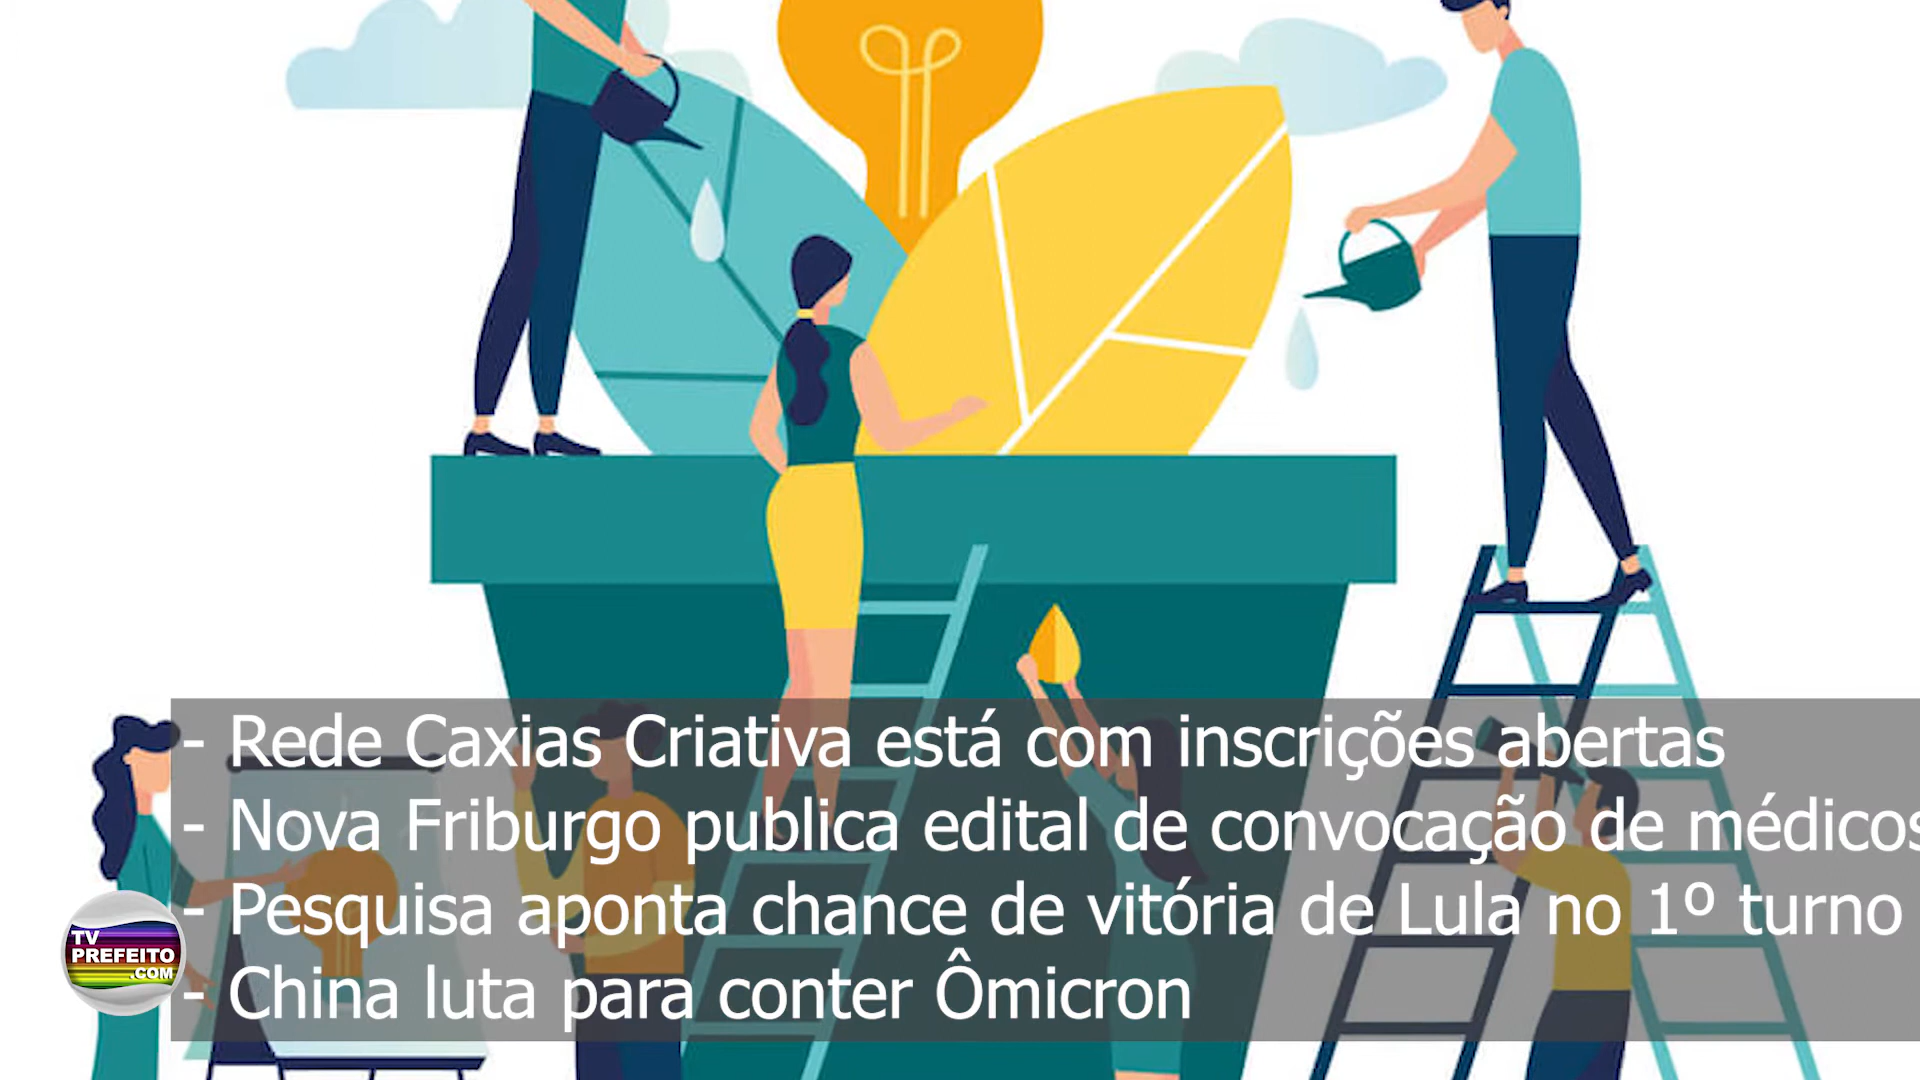 - Rede Caxias Criativa está com inscrições abertas
- Nova Friburgo publica edital de convocação de médicos
- Pesquisa aponta chance de vitória de Lula no 1º turno
- China luta para conter Ômicron
TV
PREFEITO
.COM